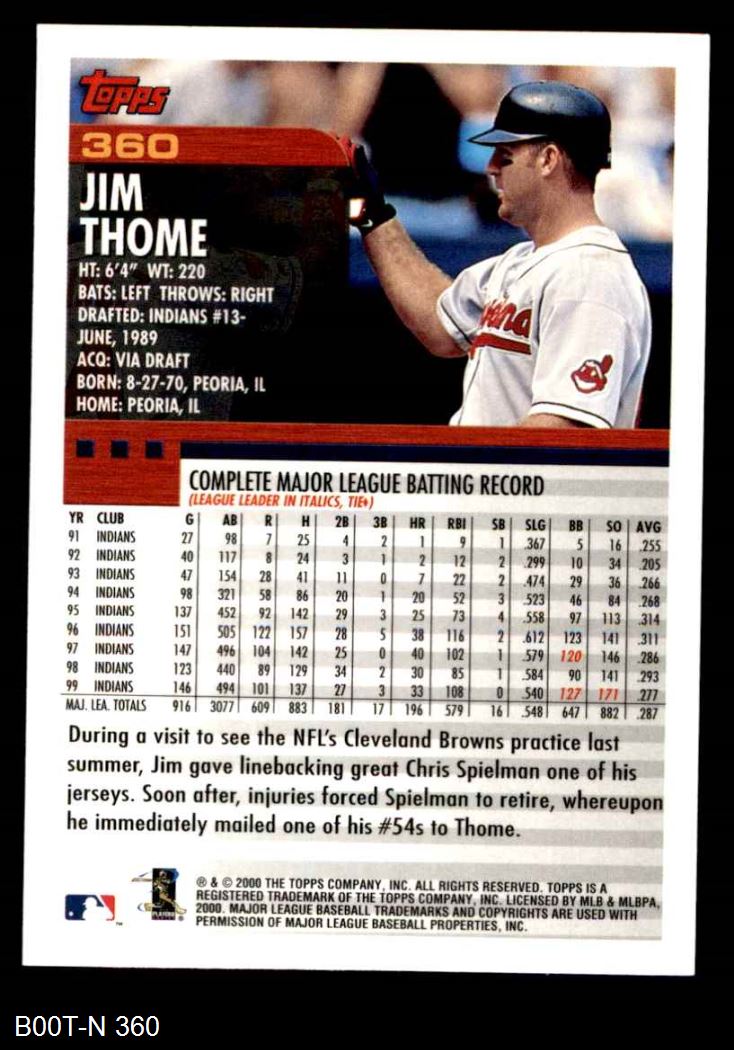 TOPPS
360
JIM
THOME
HT: 6'4" WT: 220
BATS: LEFT THROWS: RIGHT
DRAFTED: INDIANS #13-
JUNE, 1989
ACQ: VIA DRAFT
BORN: 8-27-70, PEORIA, IL
HOME: PEORIA, IL
COMPLETE MAJOR LEAGUE BATTING RECORD
(LEAGUE LEADER IN ITALICS, TIE♦)
YR CLUB G AB R H 2B 3B HR RBI SB SLG BB SO AVG
91 INDIANS 27 98 7 25 4 2 1 9 1 .367 5 16 .255
92 INDIANS 40 117 8 24 3 1 2 12 2 .299 10 34 .205
93 INDIANS 47 154 28 41 11 0 7 22 2 .474 29 36 .266
94 INDIANS 98 321 58 86 20 1 20 52 3 .523 46 84 .268
95 INDIANS 137 452 92 142 29 3 25 73 4 .558 97 113 .314
96 INDIANS 151 505 122 157 28 5 38 116 2 .612 123 141 .311
97 INDIANS 147 496 104 142 25 0 40 102 1 .579 120 146 .286
98 INDIANS 123 440 89 129 34 2 30 85 1 .584 90 141 .293
99 INDIANS 146 494 101 137 27 3 33 108 0 .540 127 171 .277
MAJ. LEA. TOTALS 916 3077 609 883 181 17 196 579 16 .548 647 882 .287
During a visit to see the NFL's Cleveland Browns practice last
summer, Jim gave linebacking great Chris Spielman one of his
jerseys. Soon after, injuries forced Spielman to retire, whereupon
he immediately mailed one of his #54s to Thome.
® & © 2000 THE TOPPS COMPANY, INC. ALL RIGHTS RESERVED. TOPPS IS A
REGISTERED TRADEMARK OF THE TOPPS COMPANY, INC. LICENSED BY MLB & MLBPA,
2000. MAJOR LEAGUE BASEBALL TRADEMARKS AND COPYRIGHTS ARE USED WITH
PERMISSION OF MAJOR LEAGUE BASEBALL PROPERTIES, INC.
B00T-N 360